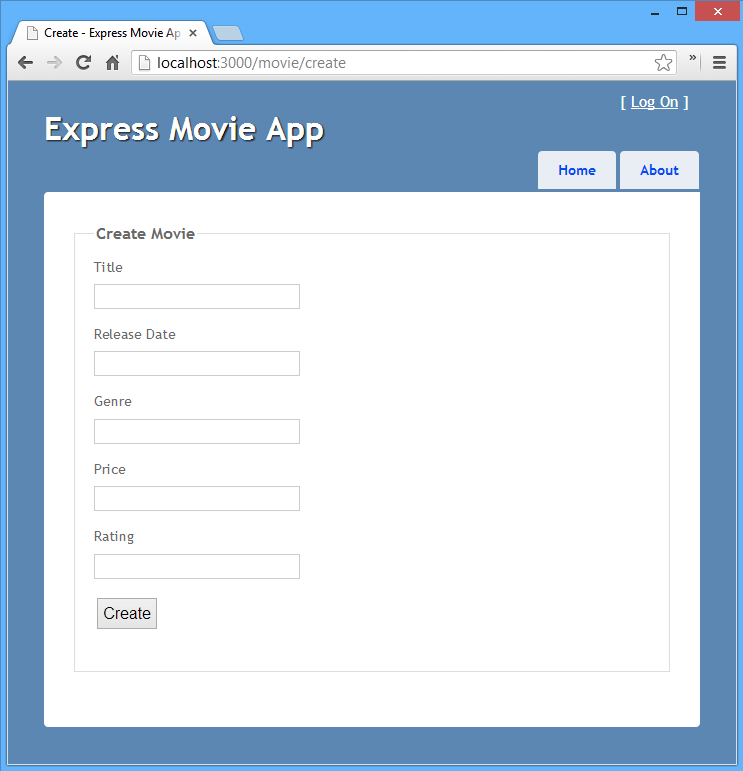 Create - Express Movie Ap
localhost:3000/movie/create
[ Log On ]
Express Movie App
Home
About
Create Movie
Title
Release Date
Genre
Price
Rating
Create